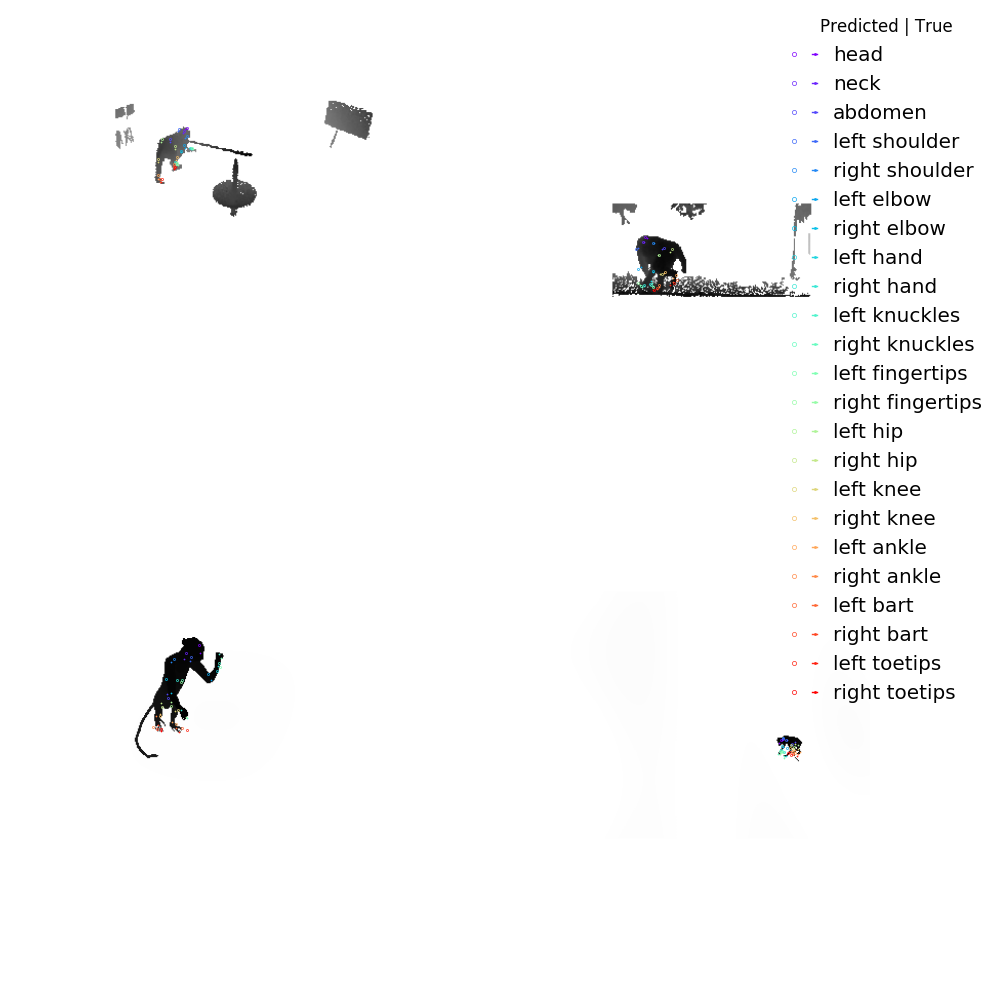 Predicted | True
head
neck
abdomen
left shoulder
right shoulder
left elbow
right elbow
left hand
right hand
left knuckles
right knuckles
left fingertips
right fingertips
left hip
right hip
left knee
right knee
left ankle
right ankle
left bart
right bart
left toetips
right toetips